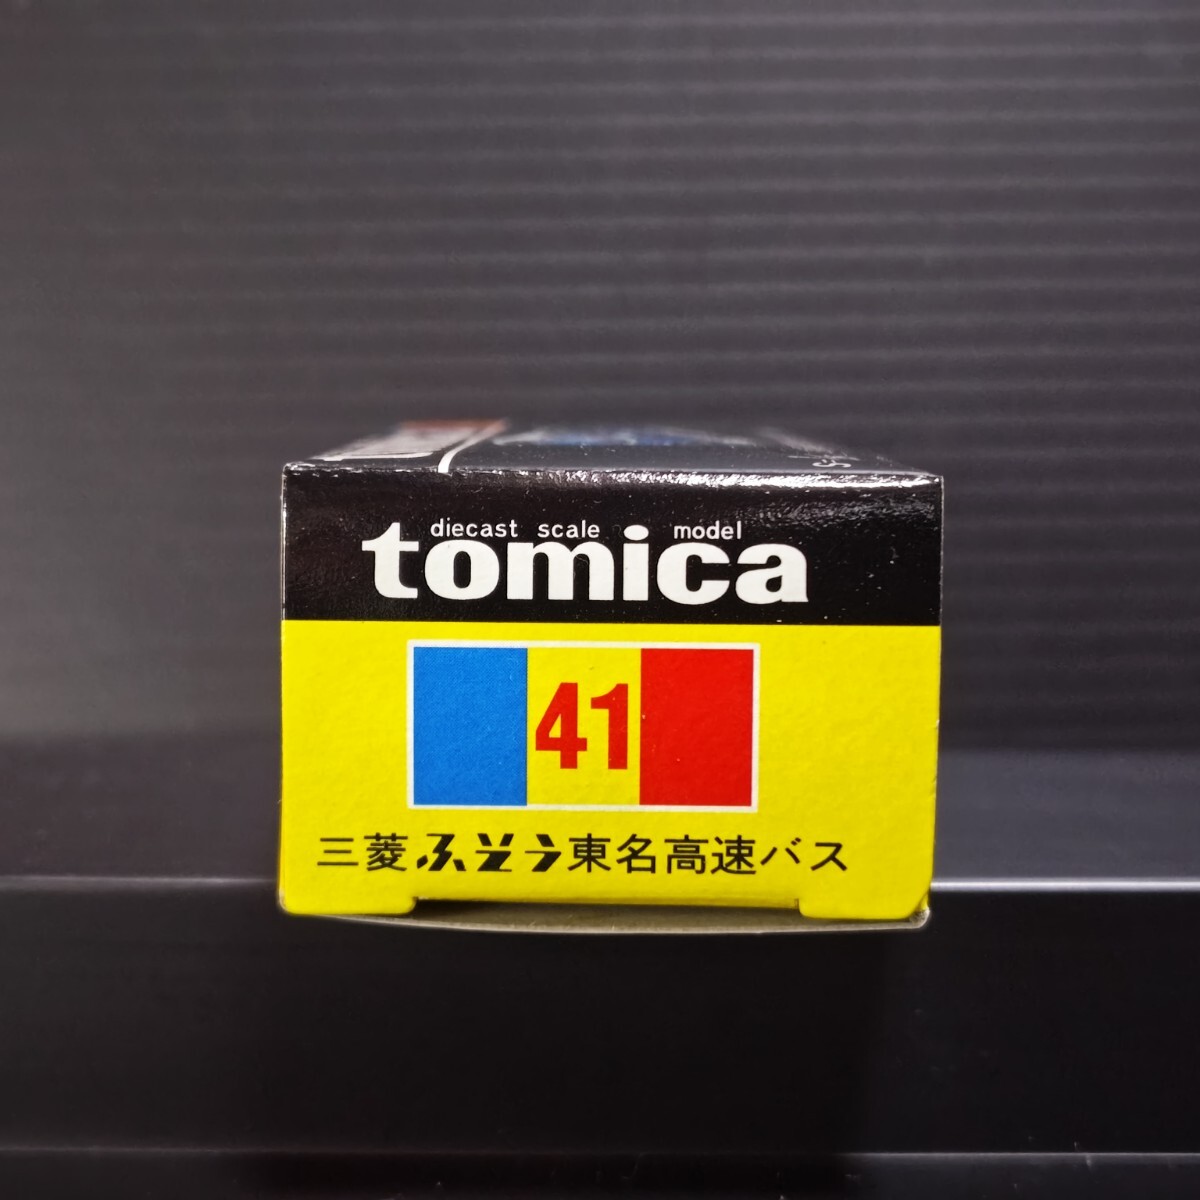 diecast scale model
tomica
41
三菱ふそう東名高速バス